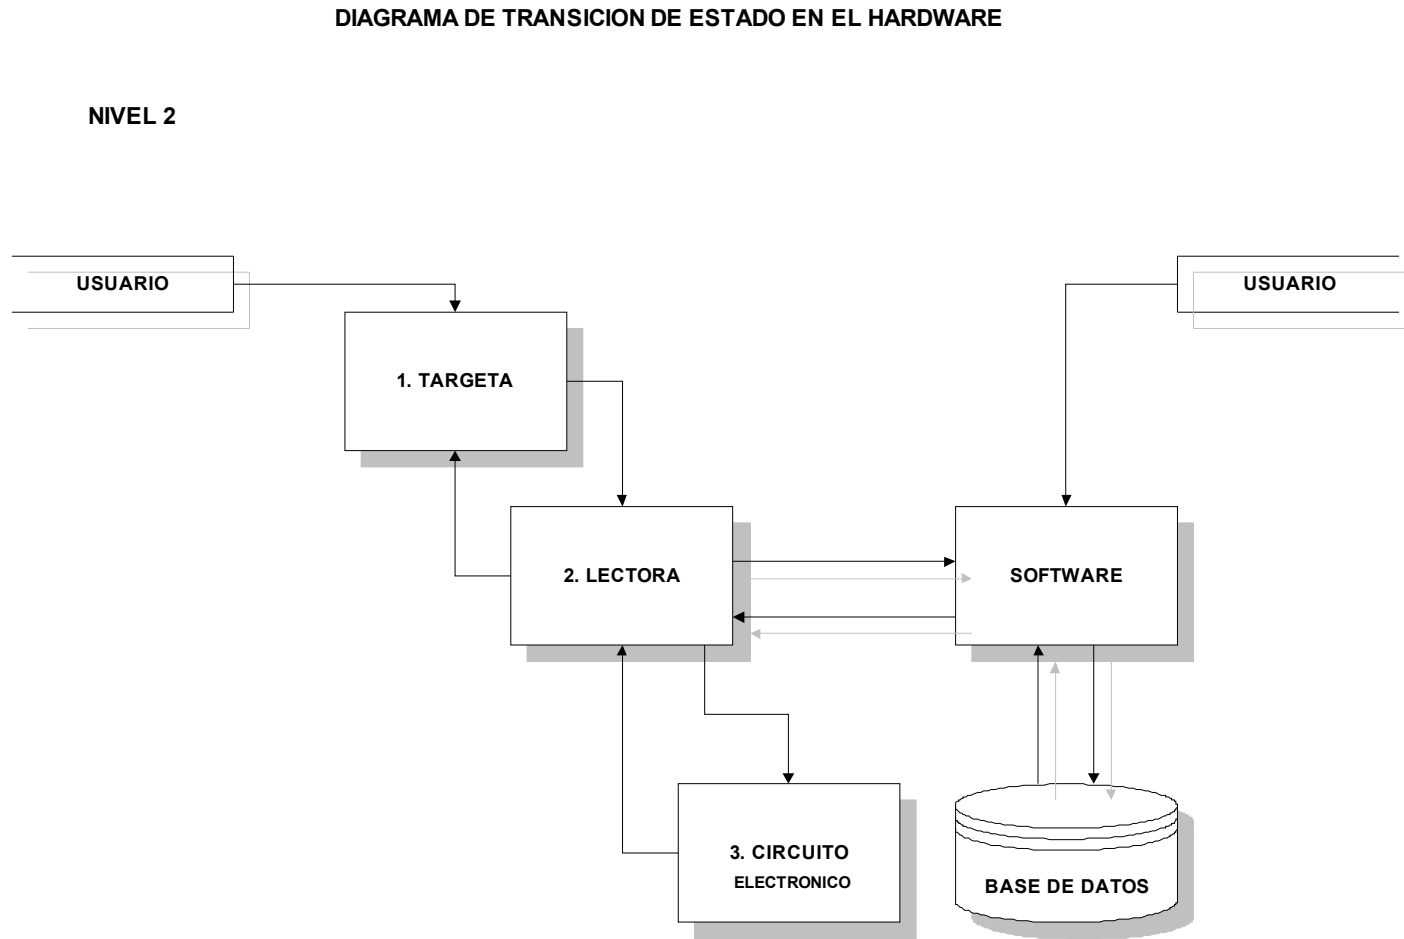 DIAGRAMA DE TRANSICION DE ESTADO EN EL HARDWARE
NIVEL 2
USUARIO
USUARIO
1. TARGETA
2. LECTORA
SOFTWARE
3. CIRCUITO
ELECTRONICO
BASE DE DATOS